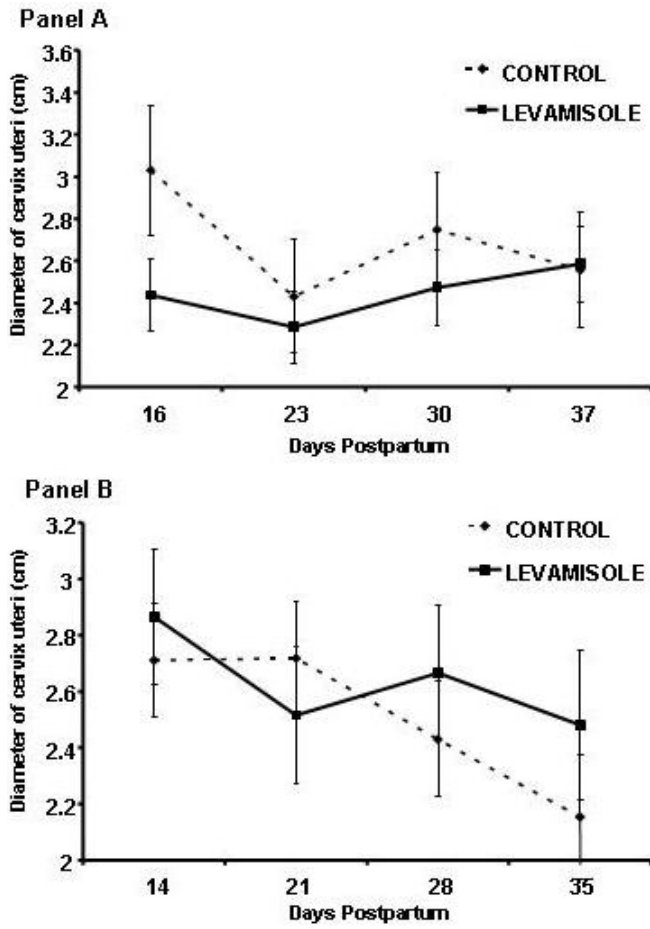 Panel A
Diameter of cervix uteri (cm)
3.6
3.4
3.2
3
2.8
2.6
2.4
2.2
2
CONTROL
LEVAMISOLE
16 23 30 37
Days Postpartum
Panel B
Diameter of cervix uteri (cm)
3.2
3
2.8
2.6
2.4
2.2
2
CONTROL
LEVAMISOLE
14 21 28 35
Days Postpartum